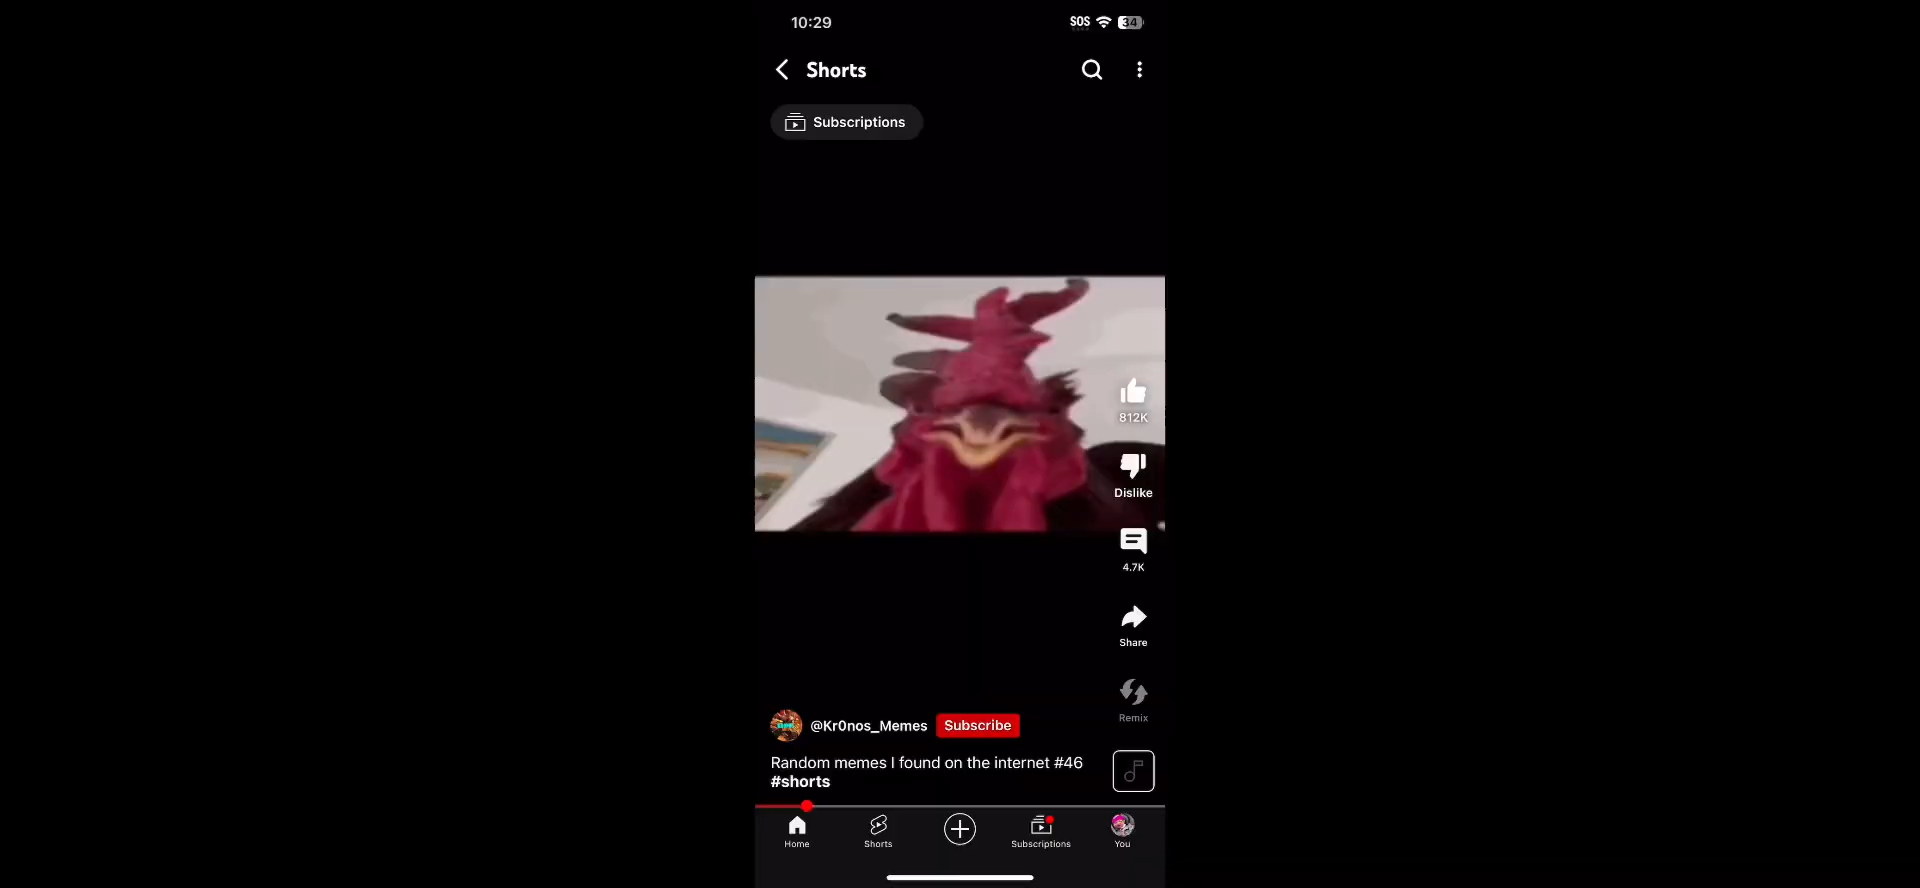 10:29
SOS
34
Shorts
Subscriptions
812K
Dislike
4.7K
Share
Remix
@Kr0nos_Memes
Subscribe
Random memes I found on the internet #46
#shorts
Home
Shorts
Subscriptions
You